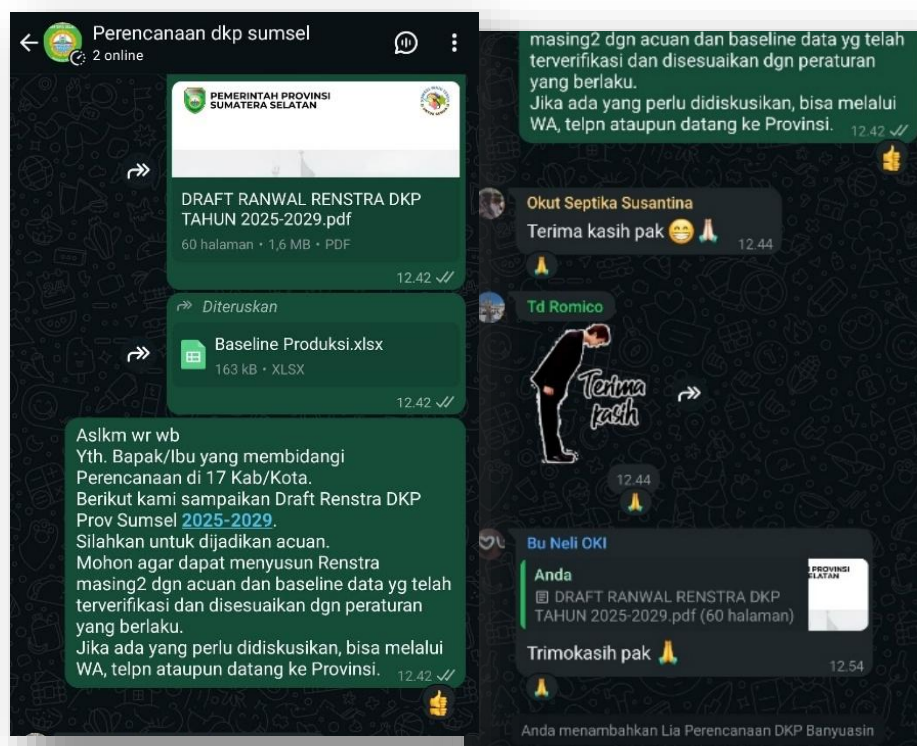 Perencanaan dkp sumsel
2 online
PEMERINTAH PROVINSI
SUMATERA SELATAN
DRAFT RANWAL RENSTRA DKP
TAHUN 2025-2029.pdf
60 halaman • 1,6 MB • PDF
12.42
Diteruskan
Baseline Produksi.xlsx
163 kB • XLSX
12.42
Aslkm wr wb
Yth. Bapak/Ibu yang membidangi
Perencanaan di 17 Kab/Kota.
Berikut kami sampaikan Draft Renstra DKP
Prov Sumsel 2025-2029.
Silahkan untuk dijadikan acuan.
Mohon agar dapat menyusun Renstra
masing2 dgn acuan dan baseline data yg telah
terverifikasi dan disesuaikan dgn peraturan
yang berlaku.
Jika ada yang perlu didiskusikan, bisa melalui
WA, telpn ataupun datang ke Provinsi. 12.42
masing2 dgn acuan dan baseline data yg telah
terverifikasi dan disesuaikan dgn peraturan
yang berlaku.
Jika ada yang perlu didiskusikan, bisa melalui
WA, telpn ataupun datang ke Provinsi. 12.42
Okut Septika Susantina
Terima kasih pak 😁🙏🏻 12.44
Td Romico
Terima
kasih
12.44
Bu Neli OKI
Anda
DRAFT RANWAL RENSTRA DKP
TAHUN 2025-2029.pdf (60 halaman)
Trimokasih pak 🙏
12.54
Anda menambahkan Lia Perencanaan DKP Banyuasin